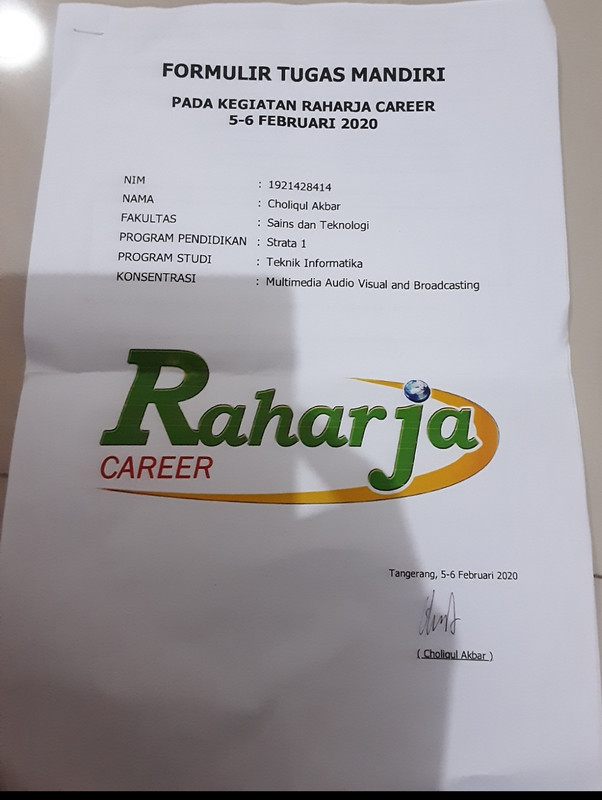 FORMULIR TUGAS MANDIRI
PADA KEGIATAN RAHARJA CAREER
5-6 FEBRUARI 2020
NIM : 1921428414
NAMA : Choliqul Akbar
FAKULTAS : Sains dan Teknologi
PROGRAM PENDIDIKAN : Strata 1
PROGRAM STUDI : Teknik Informatika
KONSENTRASI : Multimedia Audio Visual and Broadcasting
Raharja
CAREER
Tangerang, 5-6 Februari 2020
( Choliqul Akbar )